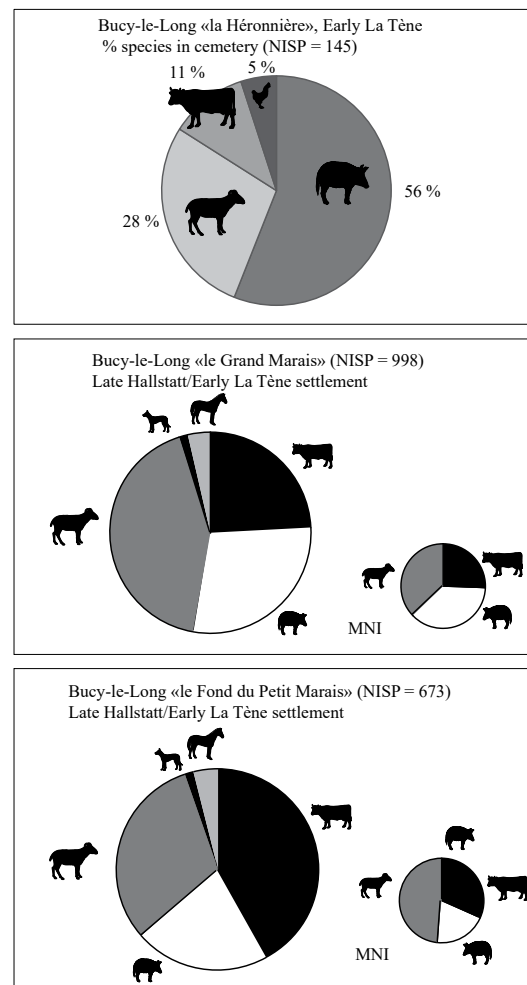 Bucy-le-Long «la Héronnière», Early La Tène
% species in cemetery (NISP = 145)
11 %
5 %
56 %
28 %
Bucy-le-Long «le Grand Marais» (NISP = 998)
Late Hallstatt/Early La Tène settlement
MNI
Bucy-le-Long «le Fond du Petit Marais» (NISP = 673)
Late Hallstatt/Early La Tène settlement
MNI